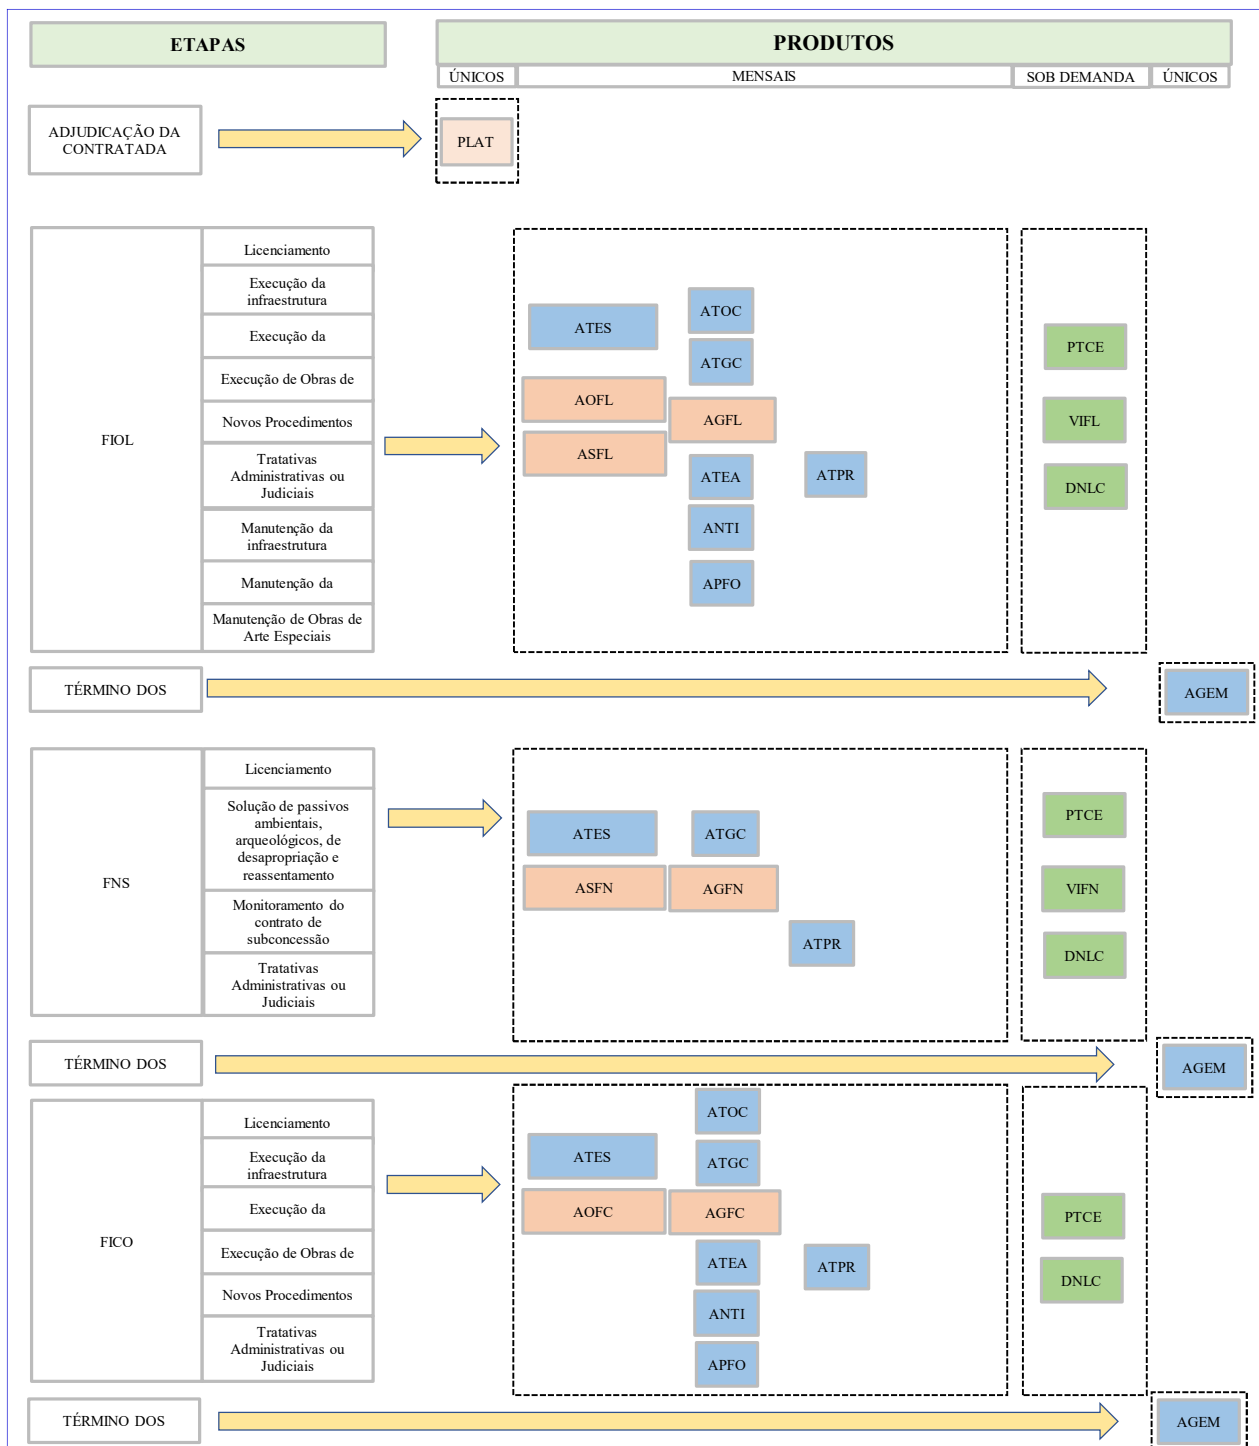 ETAPAS
PRODUTOS
ÚNICOS
MENSAIS
SOB DEMANDA
ÚNICOS
ADJUDICAÇÃO DA
CONTRATADA
PLAT
FIOL
Licenciamento
Execução da
infraestrutura
Execução da
Execução de Obras de
Novos Procedimentos
Tratativas
Administrativas ou
Judiciais
Manutenção da
infraestrutura
Manutenção da
Manutenção de Obras de
Arte Especiais
ATES
AOFL
ASFL
ATOC
ATGC
AGFL
ATEA
ANTI
APFO
ATPR
PTCE
VIFL
DNLC
TÉRMINO DOS
AGEM
FNS
Licenciamento
Solução de passivos
ambientais,
arqueológicos, de
desapropriação e
reassentamento
Monitoramento do
contrato de
subconcessão
Tratativas
Administrativas ou
Judiciais
ATES
ASFN
ATGC
AGFN
ATPR
PTCE
VIFN
DNLC
TÉRMINO DOS
AGEM
FICO
Licenciamento
Execução da
infraestrutura
Execução da
Execução de Obras de
Novos Procedimentos
Tratativas
Administrativas ou
Judiciais
ATES
AOFC
ATOC
ATGC
AGFC
ATEA
ANTI
APFO
ATPR
PTCE
DNLC
TÉRMINO DOS
AGEM